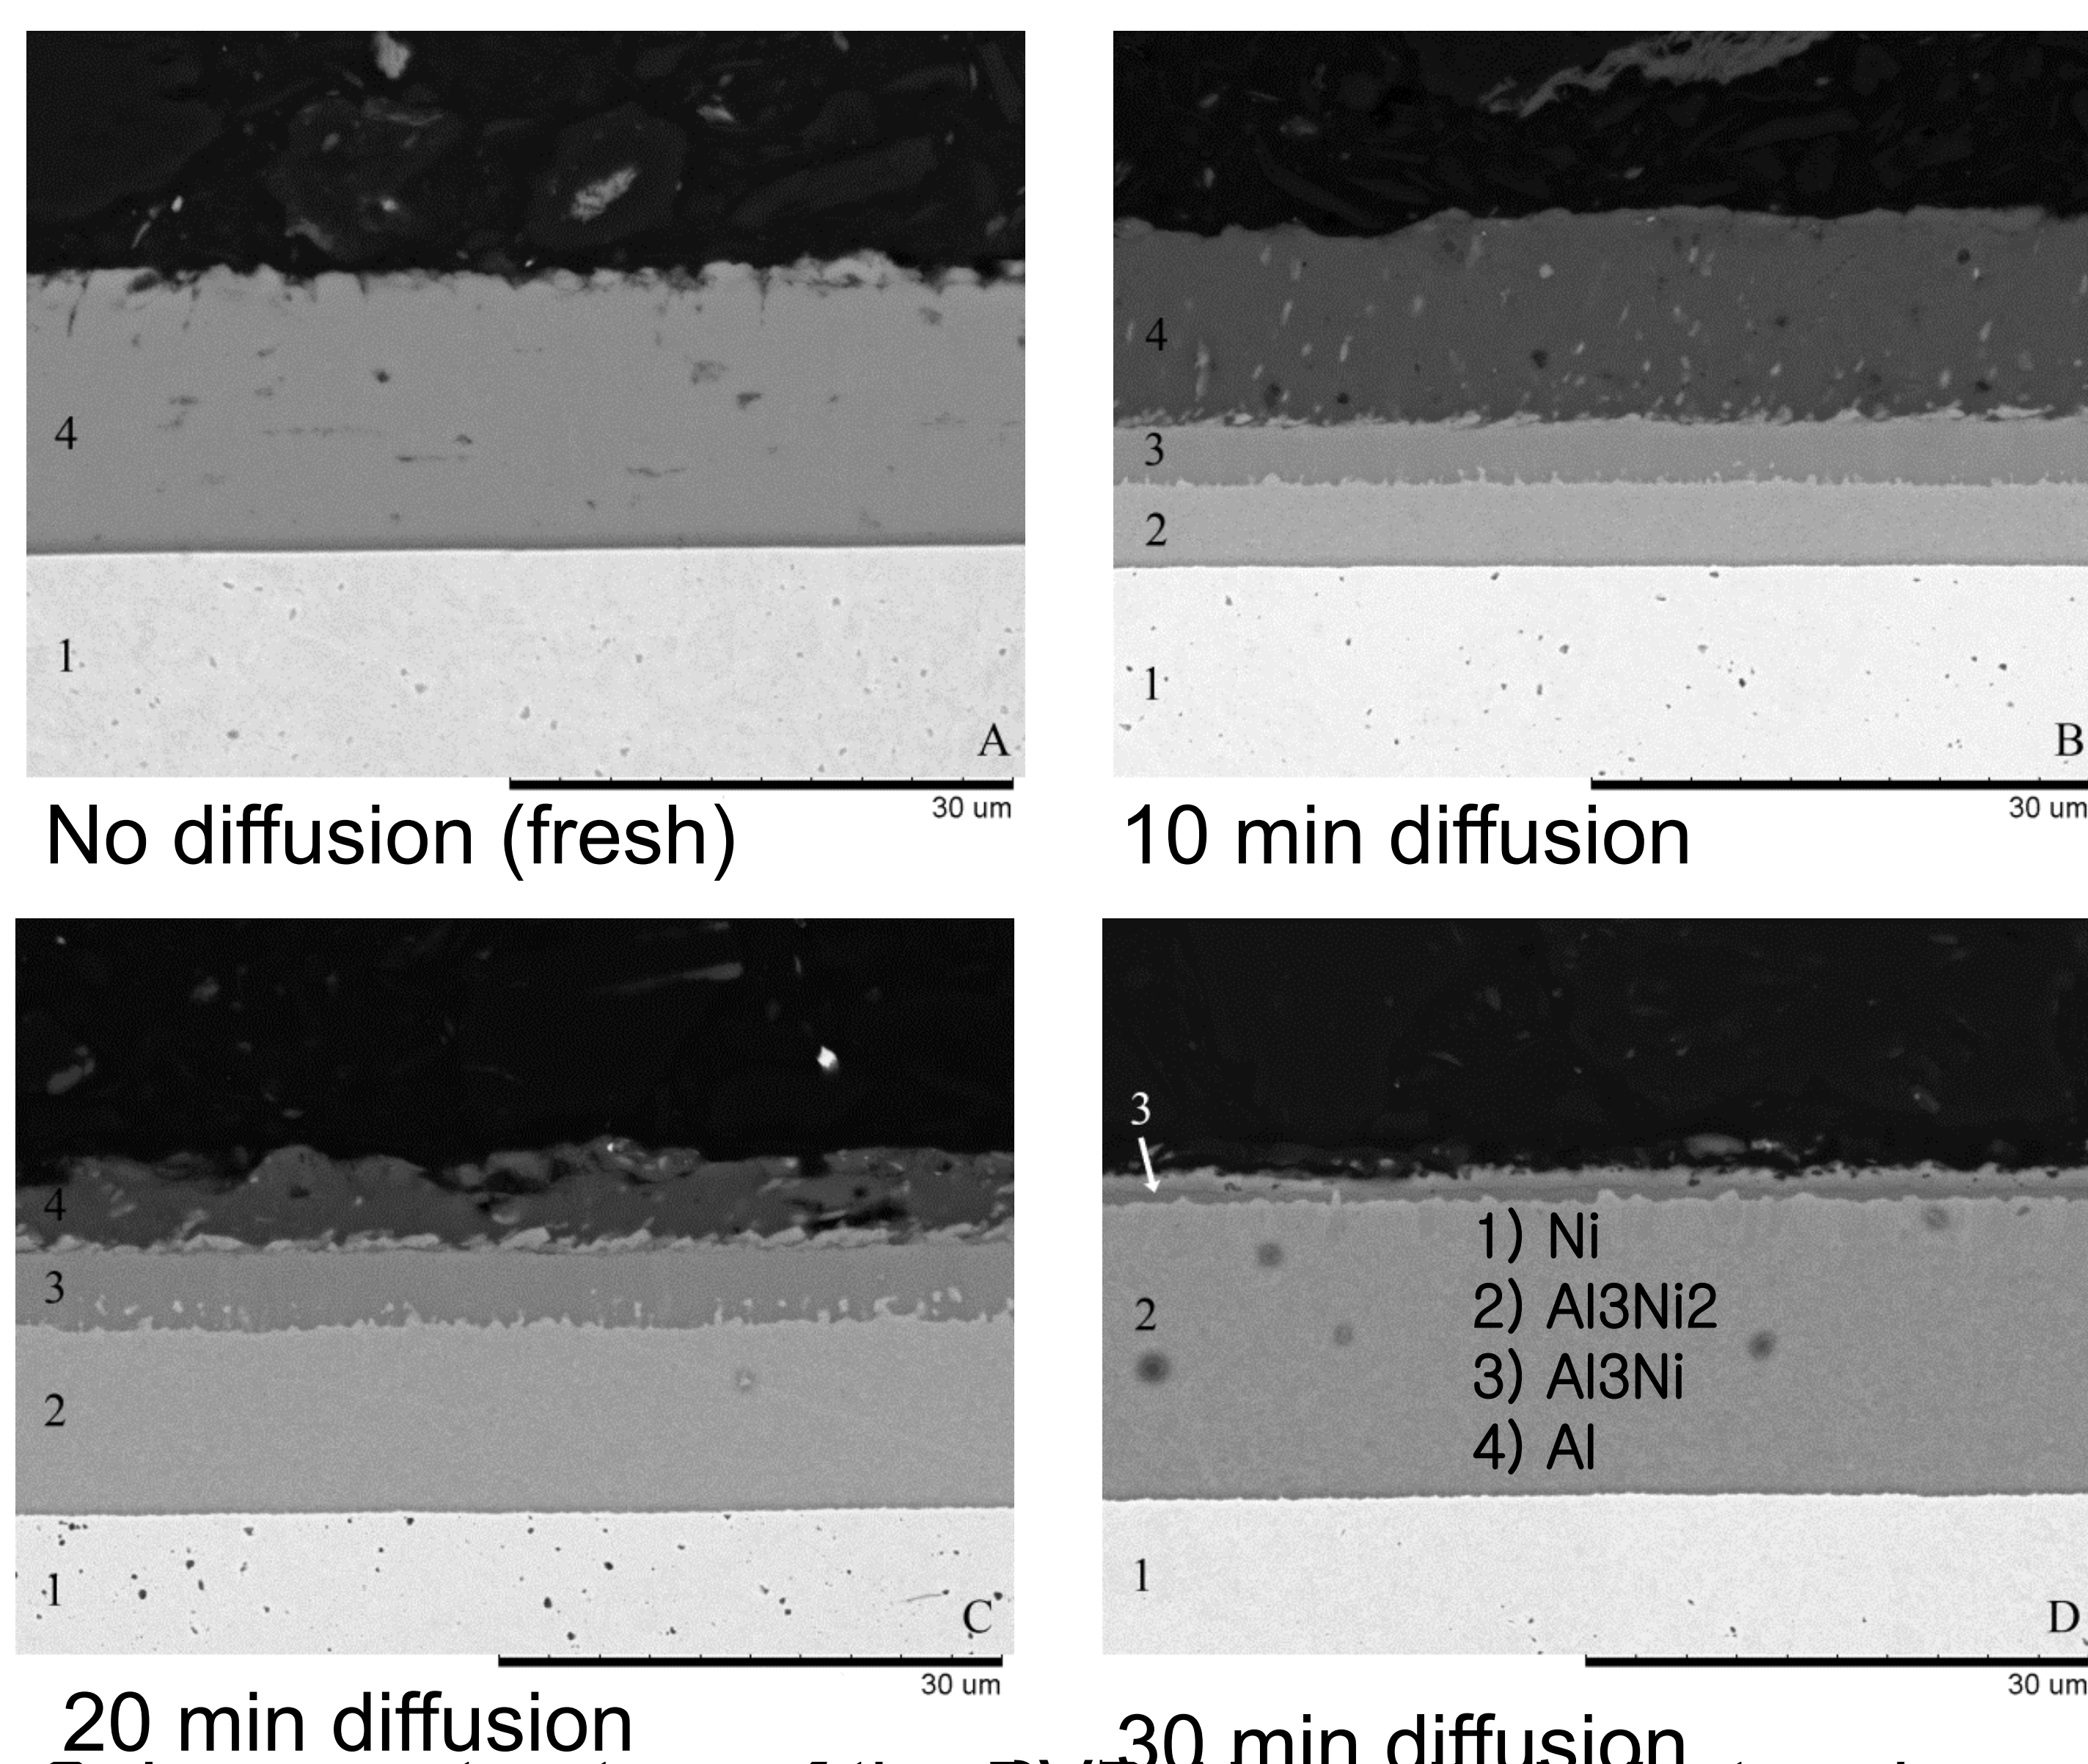 4
1
A
30 um
No diffusion (fresh)
4
3
2
1
B
30 um
10 min diffusion
4
3
2
1
C
30 um
20 min diffusion
3
2
1) Ni
2) Al3Ni2
3) Al3Ni
4) Al
1
D
30 um
30 min diffusion